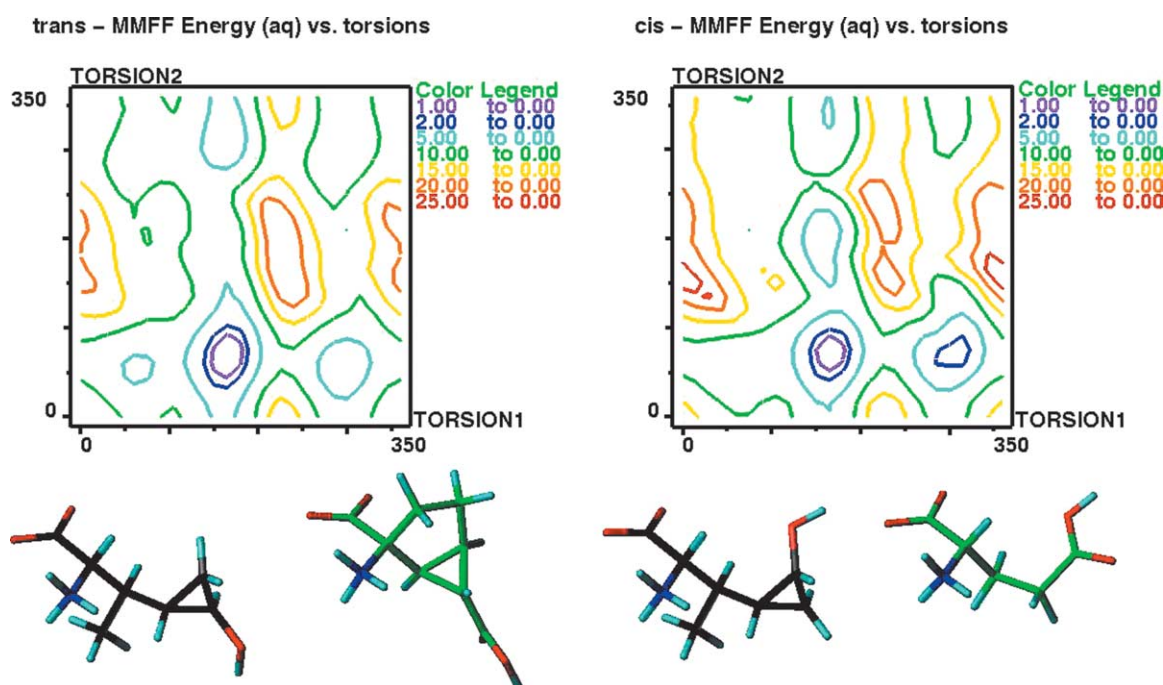 trans – MMFF Energy (aq) vs. torsions
TORSION2
350
0
0
350
TORSION1
Color Legend
1.00 to 0.00
2.00 to 0.00
5.00 to 0.00
10.00 to 0.00
15.00 to 0.00
20.00 to 0.00
25.00 to 0.00
cis – MMFF Energy (aq) vs. torsions
TORSION2
350
0
0
350
TORSION1
Color Legend
1.00 to 0.00
2.00 to 0.00
5.00 to 0.00
10.00 to 0.00
15.00 to 0.00
20.00 to 0.00
25.00 to 0.00